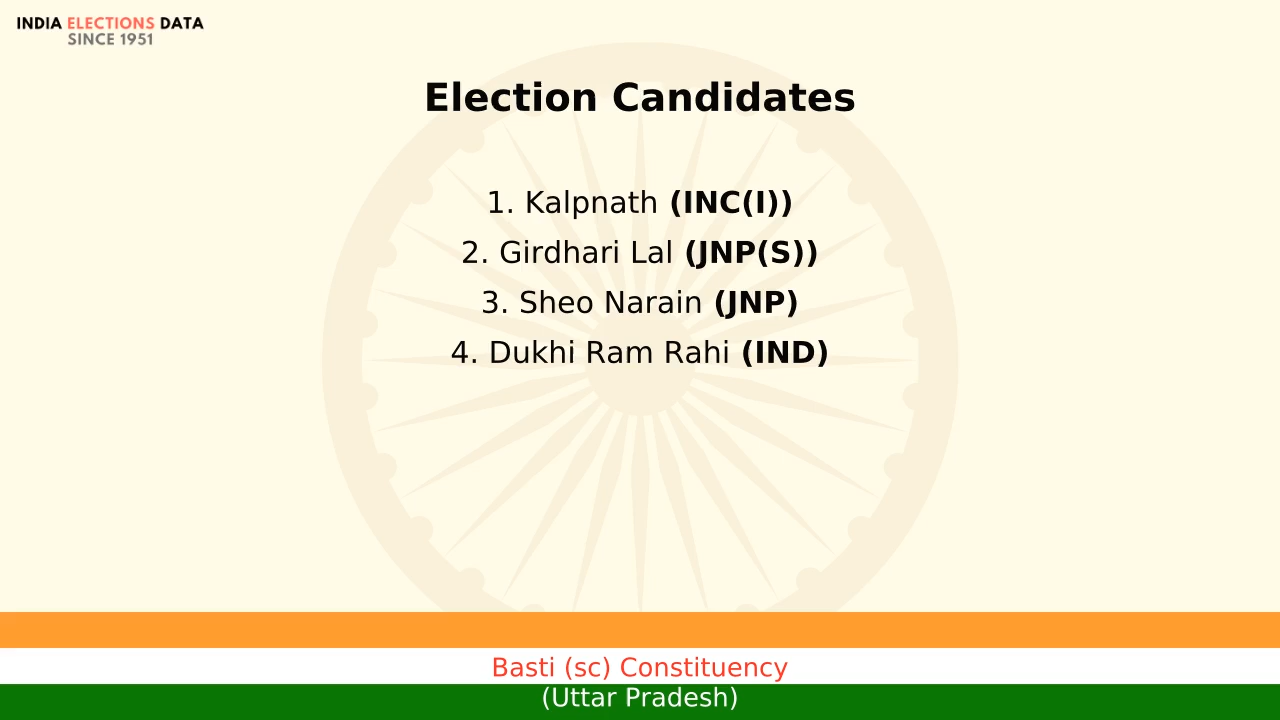 INDIA ELECTIONS DATA
SINCE 1951
Election Candidates
1. Kalpnath (INC(I))
2. Girdhari Lal (JNP(S))
3. Sheo Narain (JNP)
4. Dukhi Ram Rahi (IND)
Basti (sc) Constituency
(Uttar Pradesh)